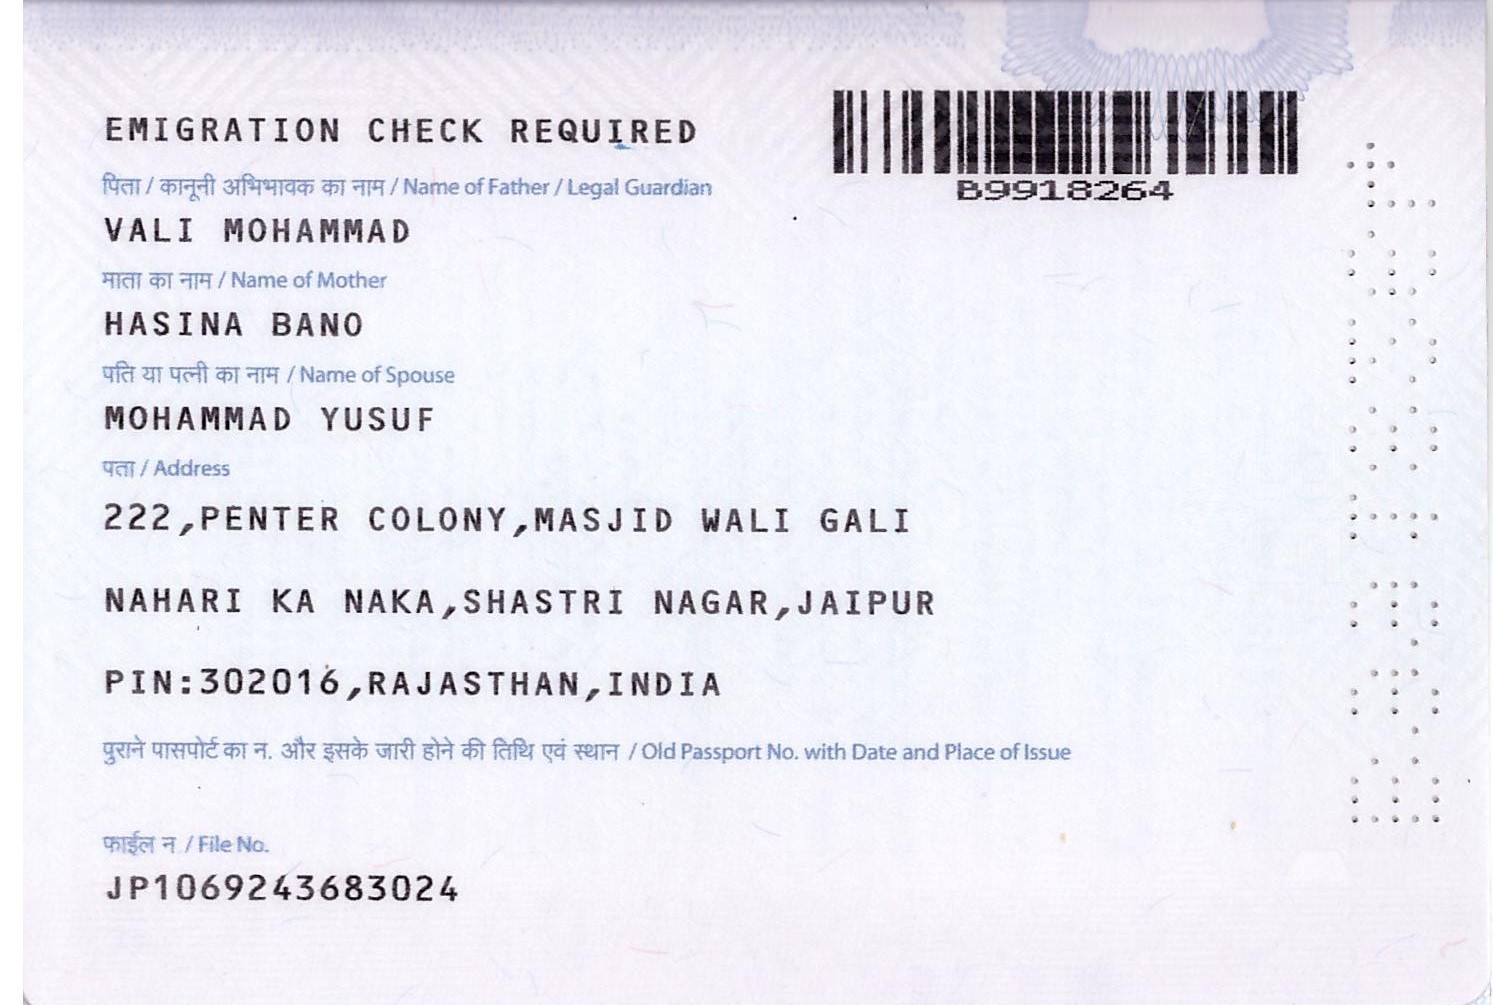 EMIGRATION CHECK REQUIRED
B9918264
पिता / कानूनी अभिभावक का नाम / Name of Father / Legal Guardian
VALI MOHAMMAD
माता का नाम / Name of Mother
HASINA BANO
पति या पत्नी का नाम / Name of Spouse
MOHAMMAD YUSUF
पता / Address
222,PENTER COLONY,MASJID WALI GALI
NAHARI KA NAKA,SHASTRI NAGAR,JAIPUR
PIN:302016,RAJASTHAN,INDIA
पुराने पासपोर्ट का न. और इसके जारी होने की तिथि एवं स्थान / Old Passport No. with Date and Place of Issue
फाईल न / File No.
JP1069243683024